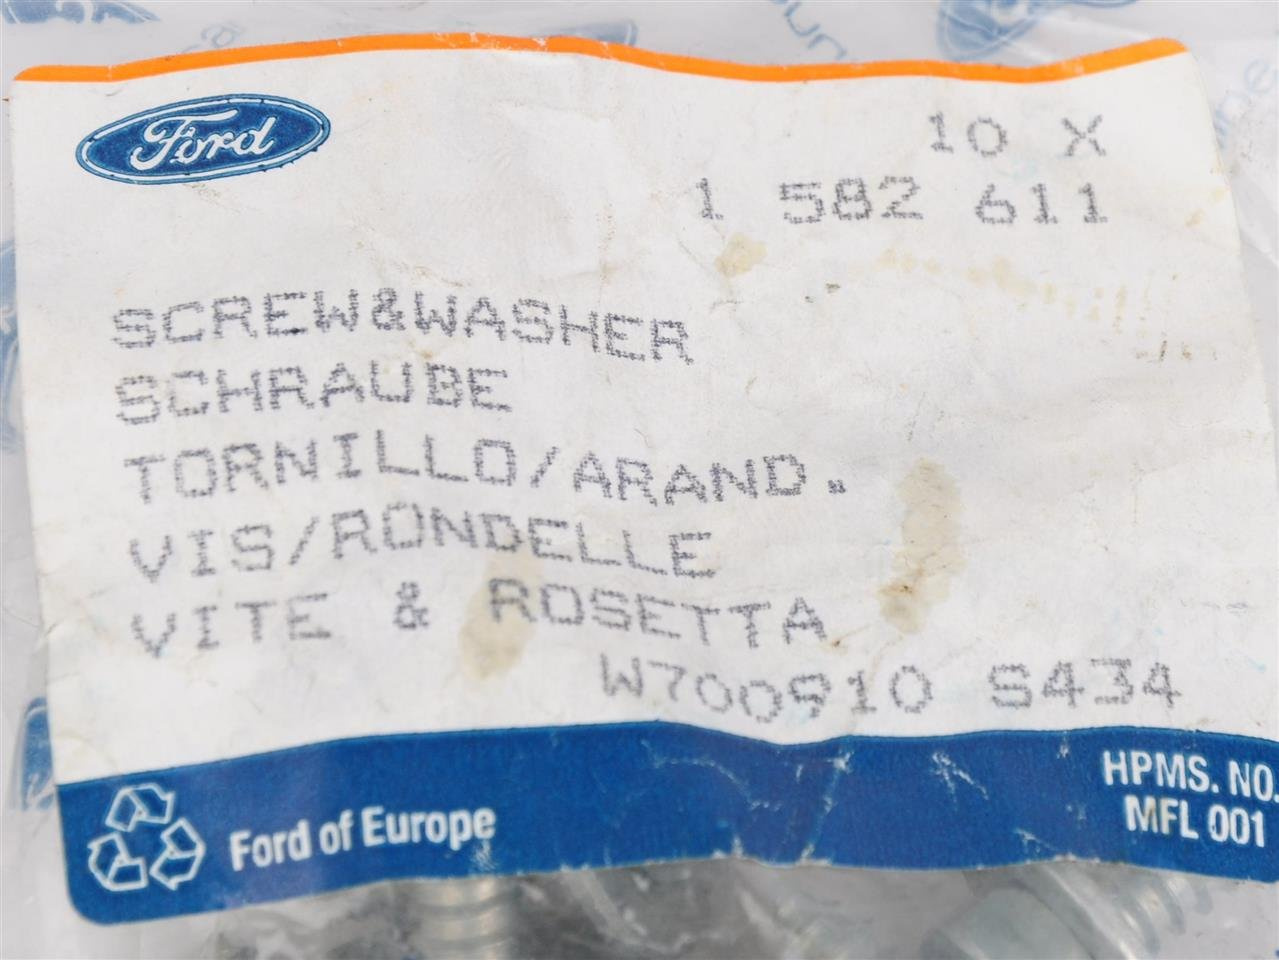 Ford
10 X
1 582 611
SCREW&WASHER
SCHRAUBE
TORNILLO/ARAND.
VIS/RONDELLE
VITE & ROSETTA
W700910 S434
Ford of Europe
HPMS. NO.
MFL 001